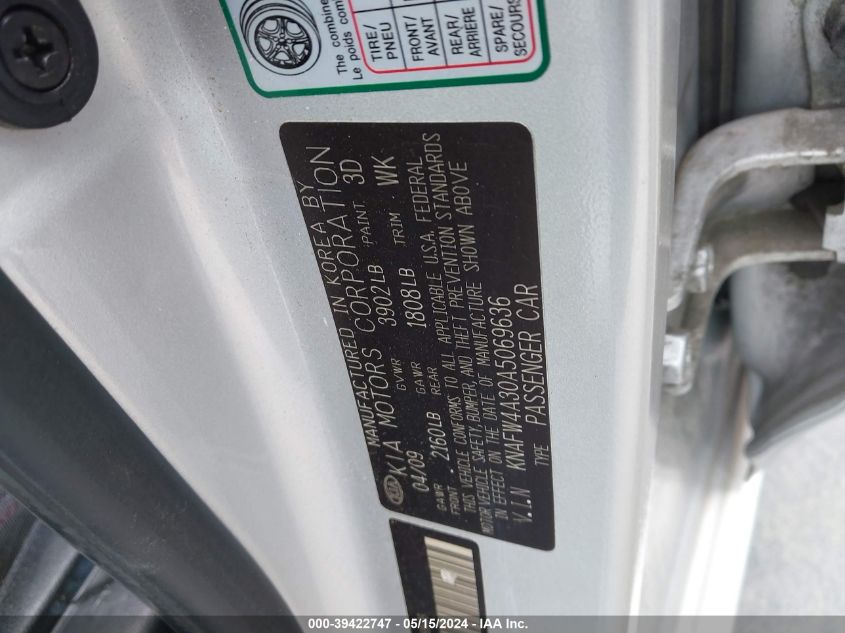 The combine
Le poids com
TIRE/
PNEU
FRONT/
AVANT
REAR/
ARRIERE
SPARE/
SECOURS
MANUFACTURED IN KOREA BY
KIA MOTORS CORPORATION
04/09 GVWR 3902LB PAINT 3D
GAWR FRONT 2160LB GAWR REAR 1808LB TRIM WK
THIS VEHICLE CONFORMS TO ALL APPLICABLE U.S.A. FEDERAL
MOTOR VEHICLE SAFETY, BUMPER, AND THEFT PREVENTION STANDARDS
IN EFFECT ON THE DATE OF MANUFACTURE SHOWN ABOVE
V.I.N KNAFW4A30A5069636
TYPE PASSENGER CAR
000-39422747 - 05/15/2024 - IAA Inc.